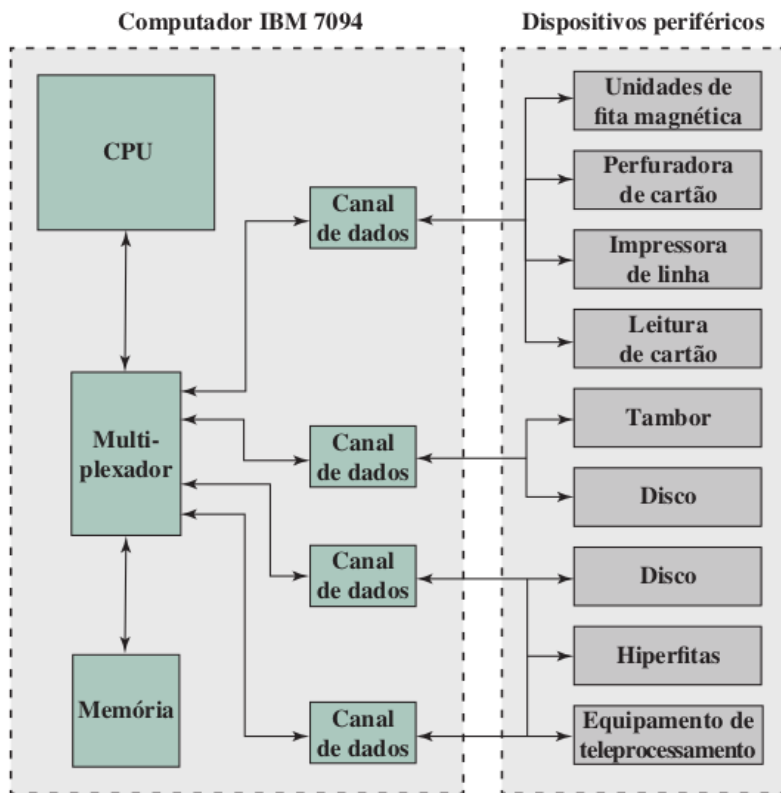 Computador IBM 7094
Dispositivos periféricos
CPU
Multi-
plexador
Memória
Canal
de dados
Canal
de dados
Canal
de dados
Canal
de dados
Unidades de
fita magnética
Perfuradora
de cartão
Impressora
de linha
Leitura
de cartão
Tambor
Disco
Disco
Hiperfitas
Equipamento de
teleprocessamento